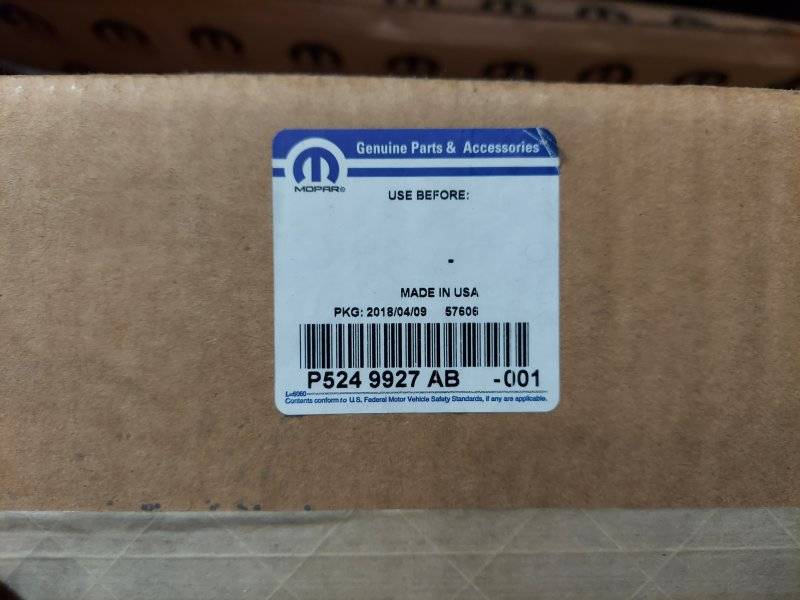 Genuine Parts & Accessories
MOPAR®
USE BEFORE:
-
MADE IN USA
PKG: 2018/04/09 57606
P524 9927 AB -001
L-6060
Contents conform to U.S. Federal Motor Vehicle Safety Standards, if any are applicable.